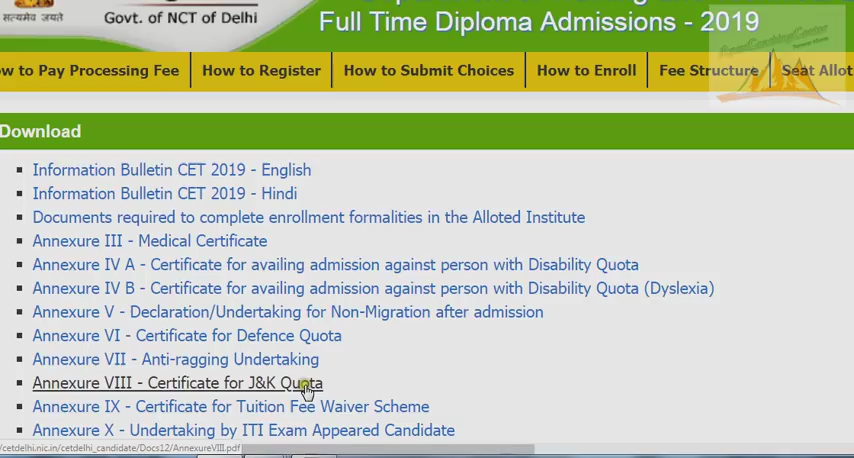 सत्यमेव जयते
Govt. of NCT of Delhi
Full Time Diploma Admissions - 2019
w to Pay Processing Fee
How to Register
How to Submit Choices
How to Enroll
Fee Structure
Seat Allot
Download
Information Bulletin CET 2019 - English
Information Bulletin CET 2019 - Hindi
Documents required to complete enrollment formalities in the Alloted Institute
Annexure III - Medical Certificate
Annexure IV A - Certificate for availing admission against person with Disability Quota
Annexure IV B - Certificate for availing admission against person with Disability Quota (Dyslexia)
Annexure V - Declaration/Undertaking for Non-Migration after admission
Annexure VI - Certificate for Defence Quota
Annexure VII - Anti-ragging Undertaking
Annexure VIII - Certificate for J&K Quota
Annexure IX - Certificate for Tuition Fee Waiver Scheme
Annexure X - Undertaking by ITI Exam Appeared Candidate
/cetdelhi.nic.in/cetdelhi_candidate/Docs12/AnnexureVIII.pdf